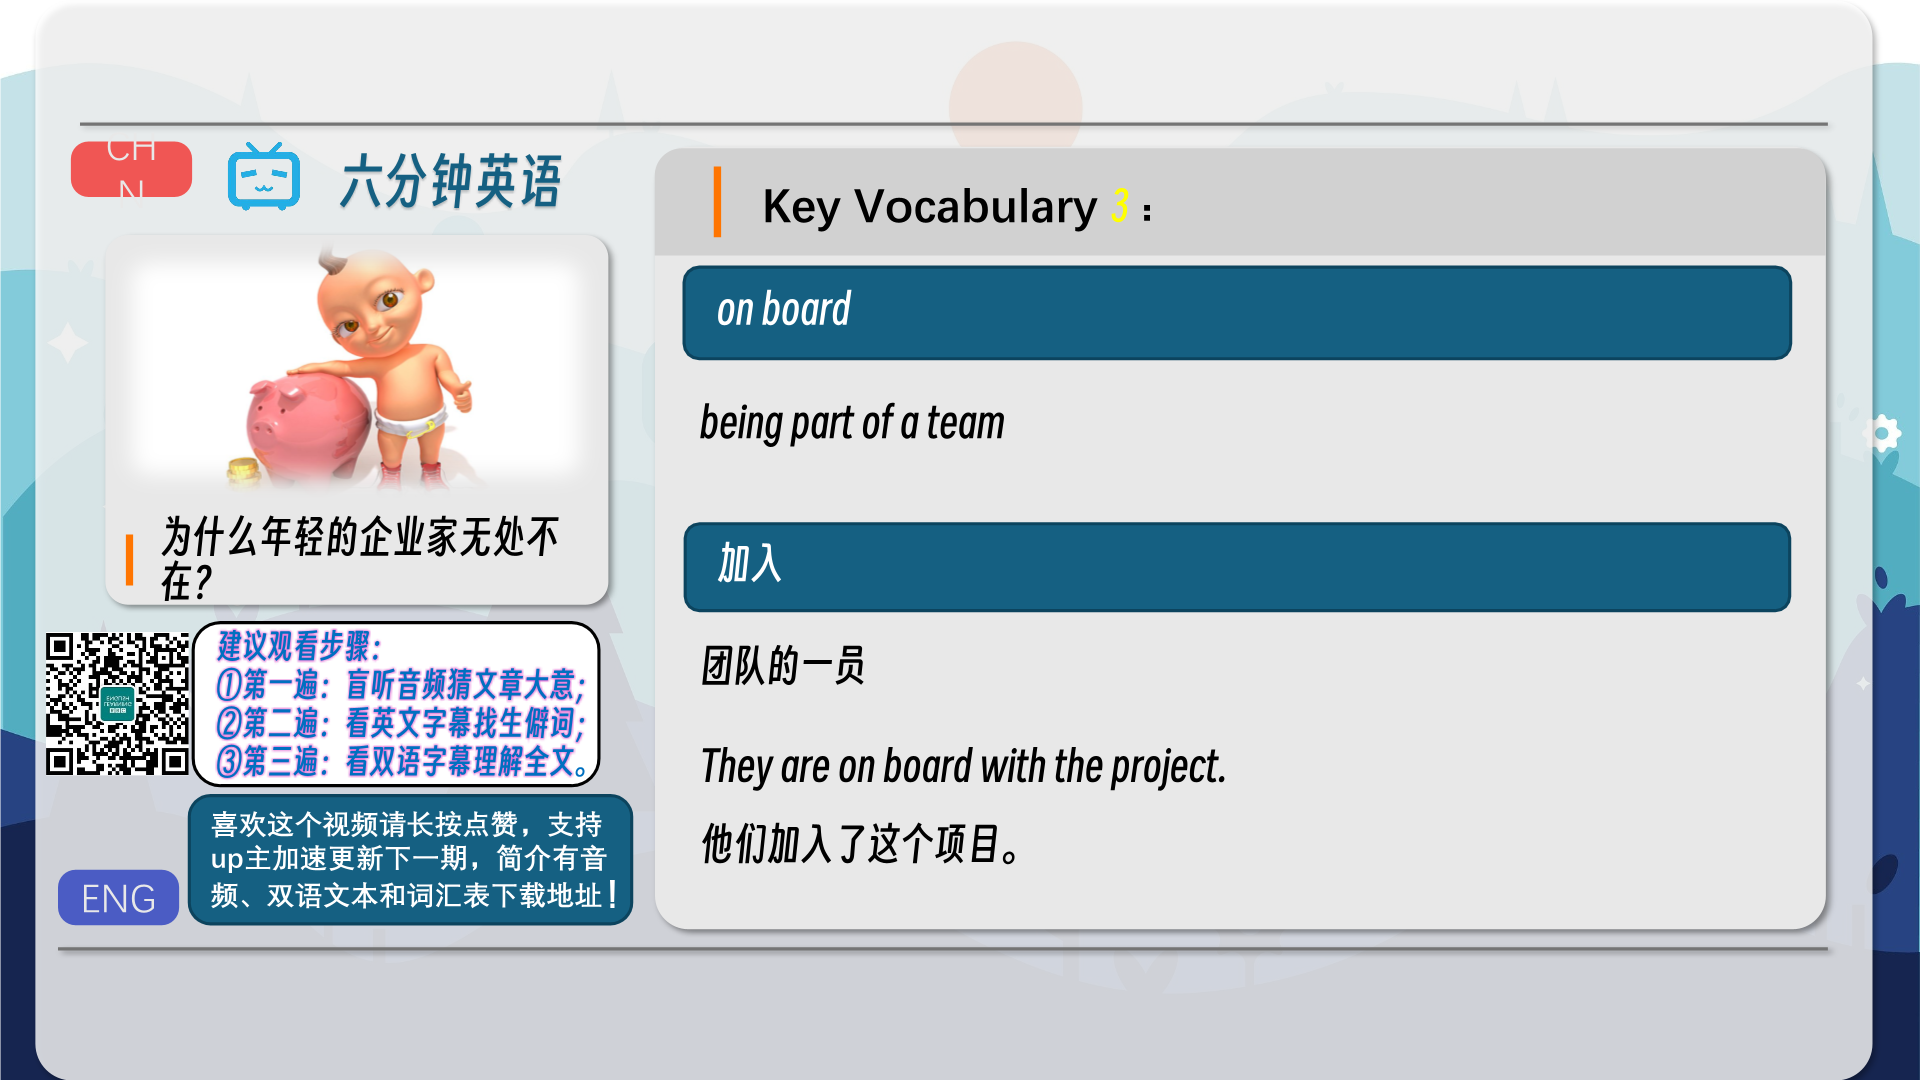 CH
N
六分钟英语
为什么年轻的企业家无处不
在?
建议观看步骤:
①第一遍：盲听音频猜文章大意;
②第二遍：看英文字幕找生僻词;
③第三遍：看双语字幕理解全文。
喜欢这个视频请长按点赞，支持
up主加速更新下一期，简介有音
频、双语文本和词汇表下载地址!
ENG
Key Vocabulary 3：
on board
being part of a team
加入
团队的一员
They are on board with the project.
他们加入了这个项目。